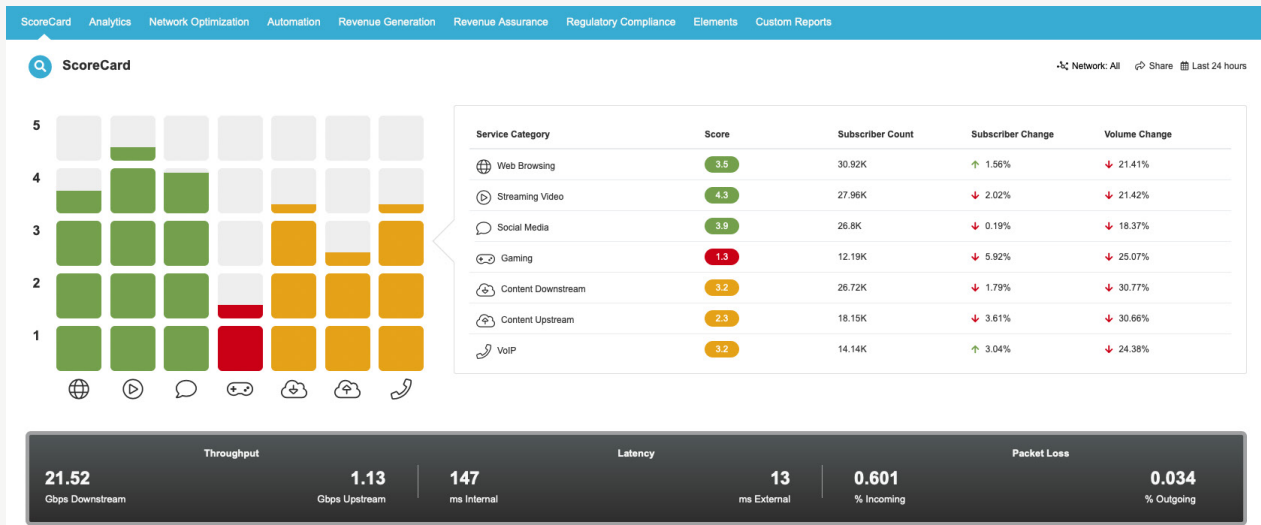 ScoreCard Analytics Network Optimization Automation Revenue Generation Revenue Assurance Regulatory Compliance Elements Custom Reports
ScoreCard
Network: All Share Last 24 hours
5
4
3
2
1
Service Category Score Subscriber Count Subscriber Change Volume Change
Web Browsing 3.5 30.92K 1.56% 21.41%
Streaming Video 4.3 27.96K 2.02% 21.42%
Social Media 3.9 26.8K 0.19% 18.37%
Gaming 1.3 12.19K 5.92% 25.07%
Content Downstream 3.2 26.72K 1.79% 30.77%
Content Upstream 2.3 18.15K 3.61% 30.66%
VoIP 3.2 14.14K 3.04% 24.38%
Throughput Latency Packet Loss
21.52 1.13 147 13 0.601 0.034
Gbps Downstream Gbps Upstream ms Internal ms External % Incoming % Outgoing